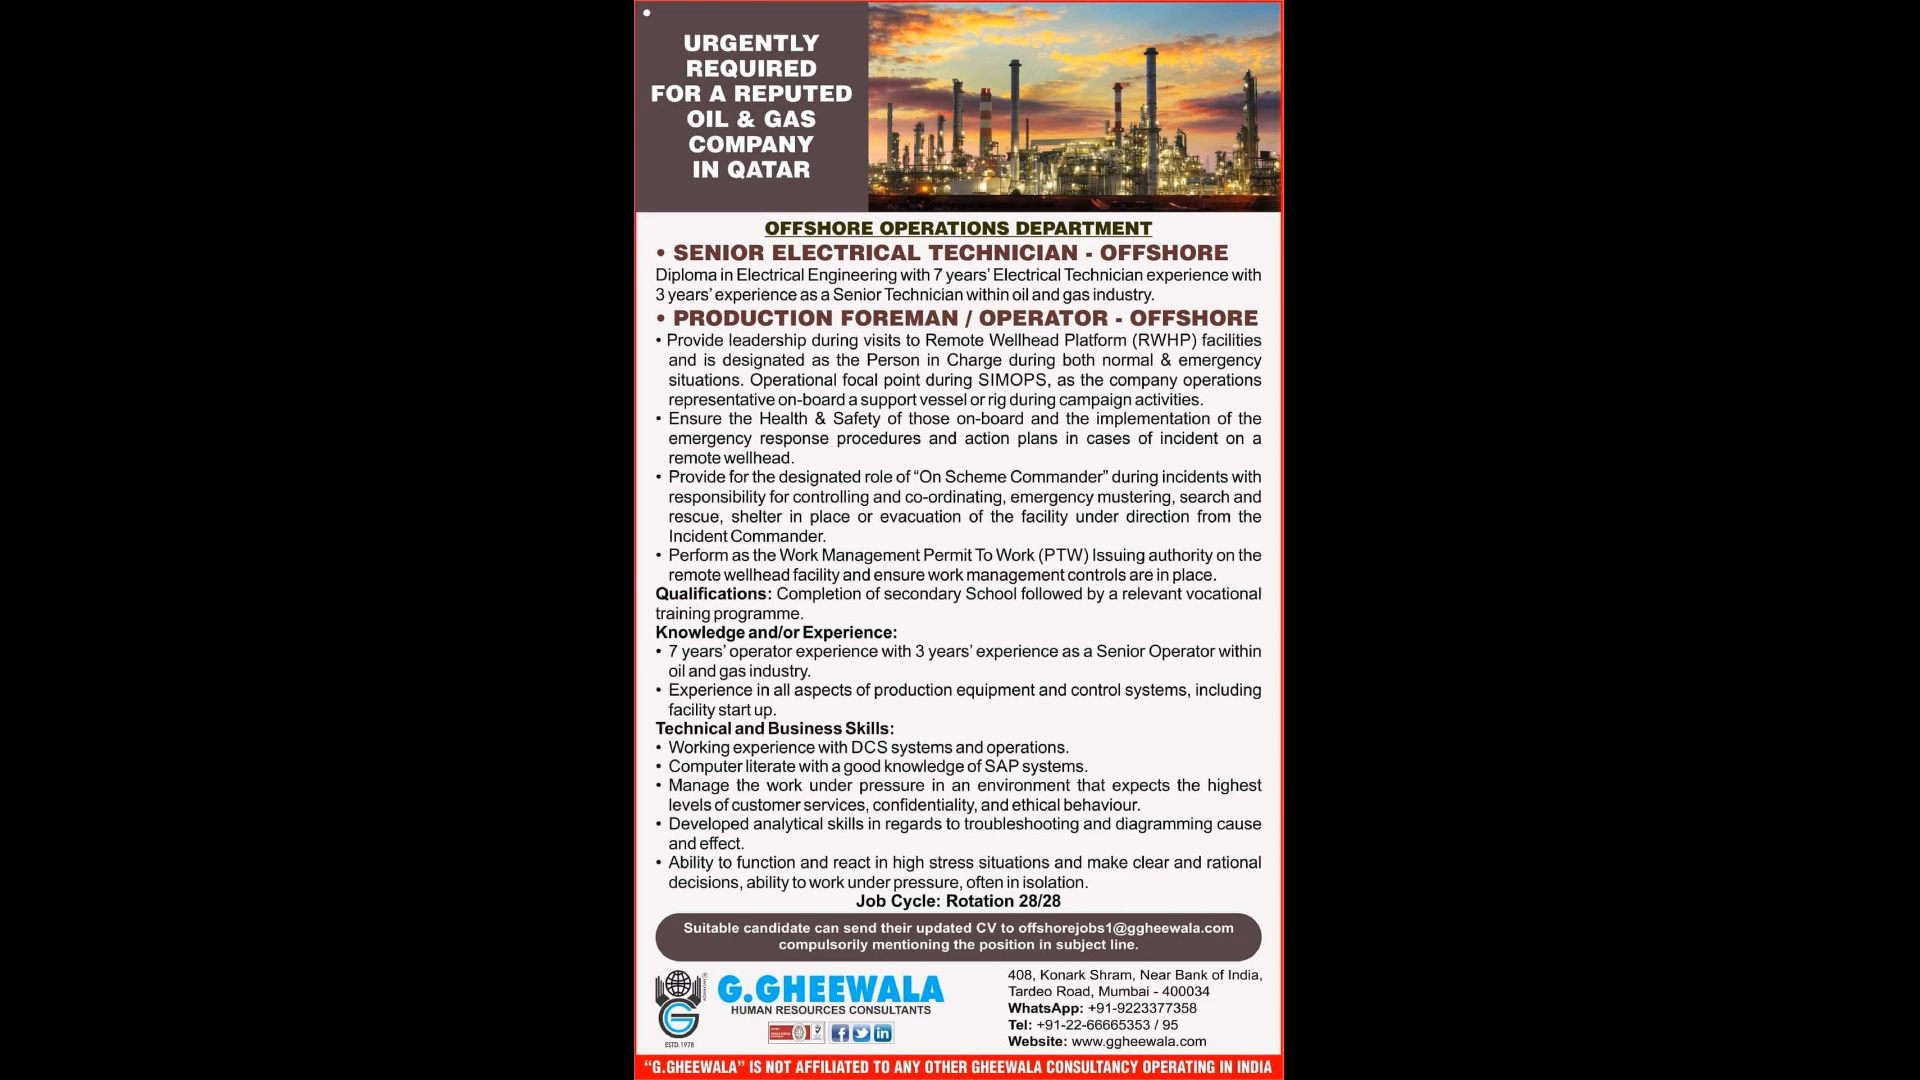 URGENTLY
REQUIRED
FOR A REPUTED
OIL & GAS
COMPANY
IN QATAR
OFFSHORE OPERATIONS DEPARTMENT
• SENIOR ELECTRICAL TECHNICIAN - OFFSHORE
Diploma in Electrical Engineering with 7 years' Electrical Technician experience with
3 years' experience as a Senior Technician within oil and gas industry.
• PRODUCTION FOREMAN / OPERATOR - OFFSHORE
• Provide leadership during visits to Remote Wellhead Platform (RWHP) facilities
and is designated as the Person in Charge during both normal & emergency
situations. Operational focal point during SIMOPS, as the company operations
representative on-board a support vessel or rig during campaign activities.
• Ensure the Health & Safety of those on-board and the implementation of the
emergency response procedures and action plans in cases of incident on a
remote wellhead.
• Provide for the designated role of “On Scheme Commander” during incidents with
responsibility for controlling and co-ordinating, emergency mustering, search and
rescue, shelter in place or evacuation of the facility under direction from the
Incident Commander.
• Perform as the Work Management Permit To Work (PTW) Issuing authority on the
remote wellhead facility and ensure work management controls are in place.
Qualifications: Completion of secondary School followed by a relevant vocational
training programme.
Knowledge and/or Experience:
• 7 years' operator experience with 3 years' experience as a Senior Operator within
oil and gas industry.
• Experience in all aspects of production equipment and control systems, including
facility start up.
Technical and Business Skills:
• Working experience with DCS systems and operations.
• Computer literate with a good knowledge of SAP systems.
• Manage the work under pressure in an environment that expects the highest
levels of customer services, confidentiality, and ethical behaviour.
• Developed analytical skills in regards to troubleshooting and diagramming cause
and effect.
• Ability to function and react in high stress situations and make clear and rational
decisions, ability to work under pressure, often in isolation.
Job Cycle: Rotation 28/28
Suitable candidate can send their updated CV to offshorejobs1@ggheewala.com
compulsorily mentioning the position in subject line.
G.GHEEWALA
HUMAN RESOURCES CONSULTANTS
ESTD.1978
408, Konark Shram, Near Bank of India,
Tardeo Road, Mumbai - 400034
WhatsApp: +91-9223377358
Tel: +91-22-66665353 / 95
Website: www.ggheewala.com
“G.GHEEWALA” IS NOT AFFILIATED TO ANY OTHER GHEEWALA CONSULTANCY OPERATING IN INDIA